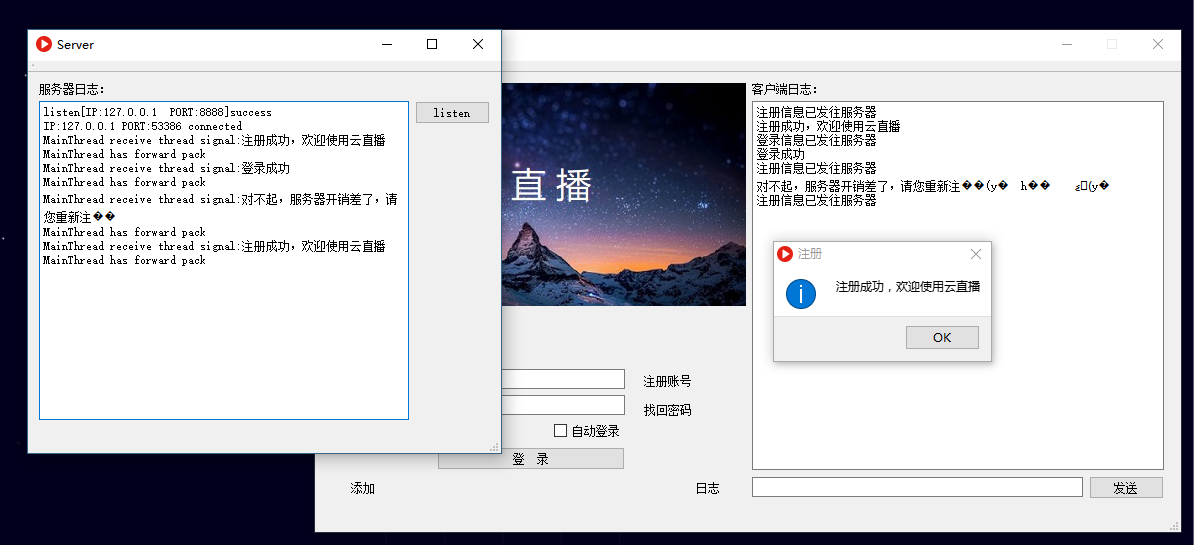 Server
服务器日志:
listen[IP:127.0.0.1  PORT:8888]success
IP:127.0.0.1 PORT:53386 connected
MainThread receive thread signal:注册成功，欢迎使用云直播
MainThread has forward pack
MainThread receive thread signal:登录成功
MainThread has forward pack
MainThread receive thread signal:对不起，服务器开销差了，请
您重新注��
MainThread has forward pack
MainThread receive thread signal:注册成功，欢迎使用云直播
MainThread has forward pack
listen
直播
客户端日志:
注册信息已发往服务器
注册成功，欢迎使用云直播
登录信息已发往服务器
登录成功
注册信息已发往服务器
对不起，服务器开销差了，请您重新注��(y� h��
(y�
注册信息已发往服务器
注册
注册成功，欢迎使用云直播
OK
注册账号
找回密码
自动登录
登 录
添加
日志
发送